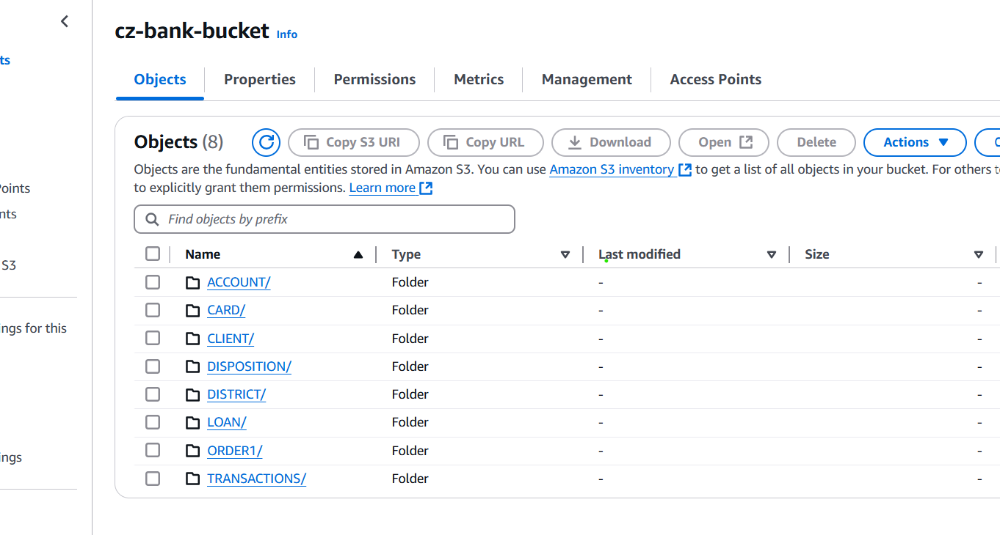 cz-bank-bucket Info
ts
Objects Properties Permissions Metrics Management Access Points
Objects (8) Copy S3 URI Copy URL Download Open Delete Actions
Objects are the fundamental entities stored in Amazon S3. You can use Amazon S3 inventory to get a list of all objects in your bucket. For others
to explicitly grant them permissions. Learn more
Points
nts
Find objects by prefix
Name Type Last modified Size
S3
ACCOUNT/ Folder - -
CARD/ Folder - -
ings for this
CLIENT/ Folder - -
DISPOSITION/ Folder - -
DISTRICT/ Folder - -
LOAN/ Folder - -
ORDER1/ Folder - -
ings
TRANSACTIONS/ Folder - -